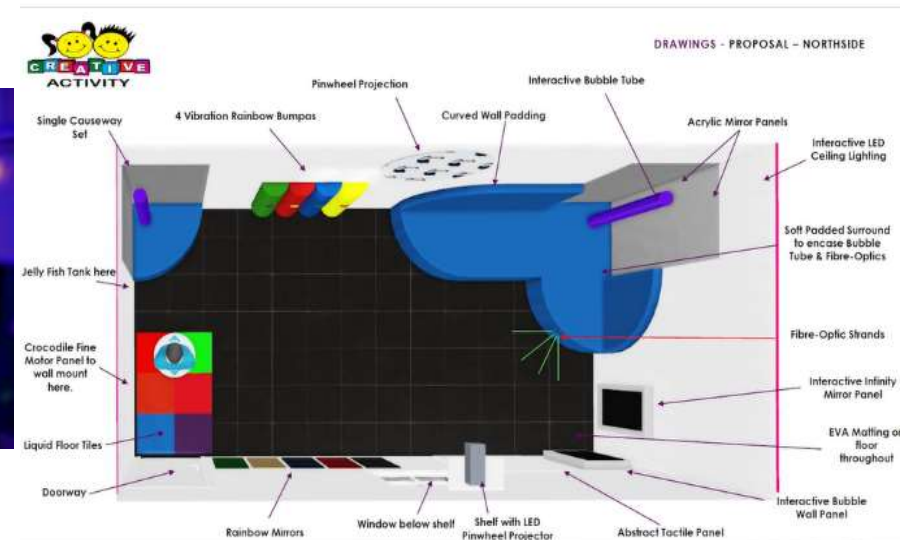 DRAWINGS - PROPOSAL – NORTHSIDE
CREATIVE
ACTIVITY
Pinwheel Projection
Interactive Bubble Tube
Single Causeway
Set
4 Vibration Rainbow Bumpas
Curved Wall Padding
Acrylic Mirror Panels
Interactive LED
Ceiling Lighting
Soft Padded Surround
to encase Bubble
Tube & Fibre-Optics
Jelly Fish Tank here
Fibre-Optic Strands
Crocodile Fine
Motor Panel to
wall mount
here.
Interactive Infinity
Mirror Panel
Liquid Floor Tiles
EVA Matting on
floor
throughout
Doorway
Interactive Bubble
Wall Panel
Rainbow Mirrors
Window below shelf
Shelf with LED
Pinwheel Projector
Abstract Tactile Panel